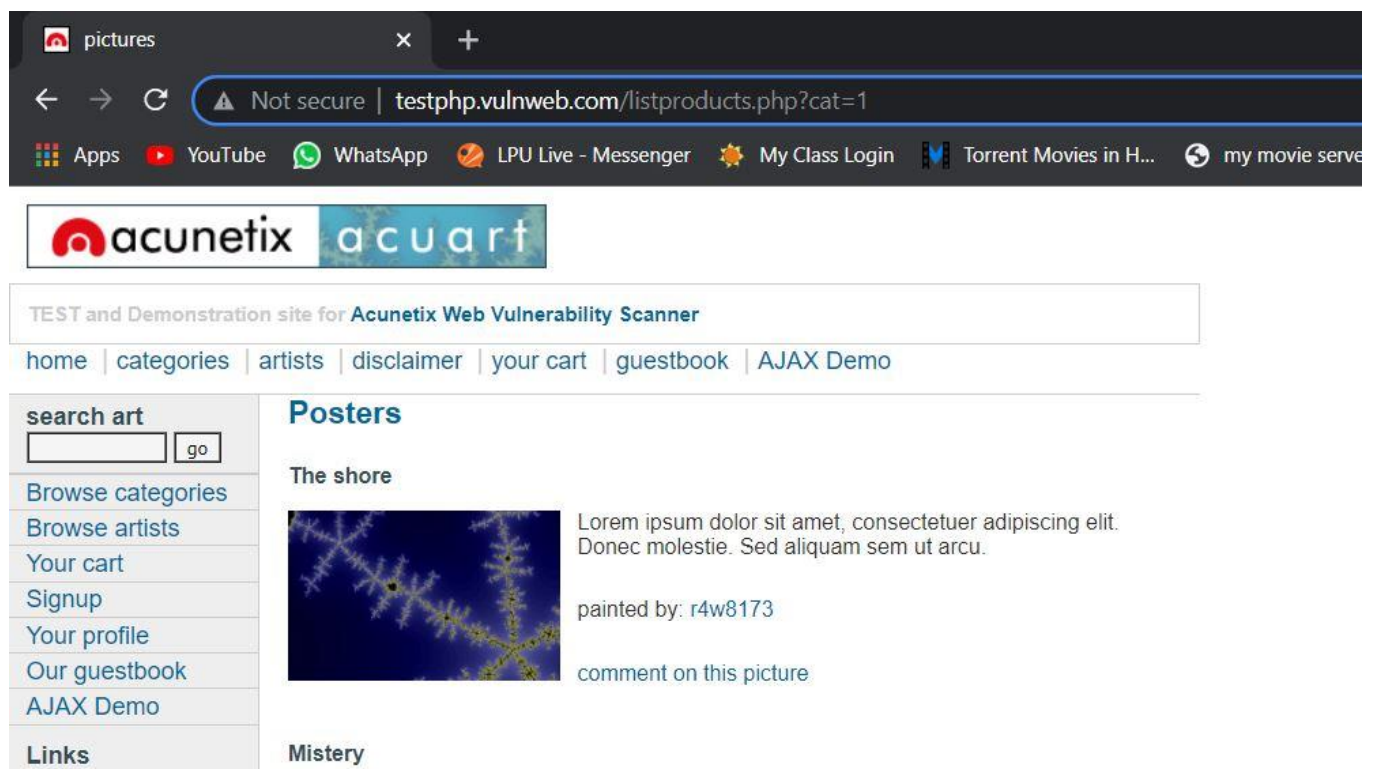 pictures
Not secure | testphp.vulnweb.com/listproducts.php?cat=1
Apps YouTube WhatsApp LPU Live - Messenger My Class Login Torrent Movies in H... my movie serve
acunetix acuart
TEST and Demonstration site for Acunetix Web Vulnerability Scanner
home | categories | artists | disclaimer | your cart | guestbook | AJAX Demo
search art
go
Browse categories
Browse artists
Your cart
Signup
Your profile
Our guestbook
AJAX Demo
Links
Posters
The shore
Lorem ipsum dolor sit amet, consectetuer adipiscing elit.
Donec molestie. Sed aliquam sem ut arcu.
painted by: r4w8173
comment on this picture
Mistery